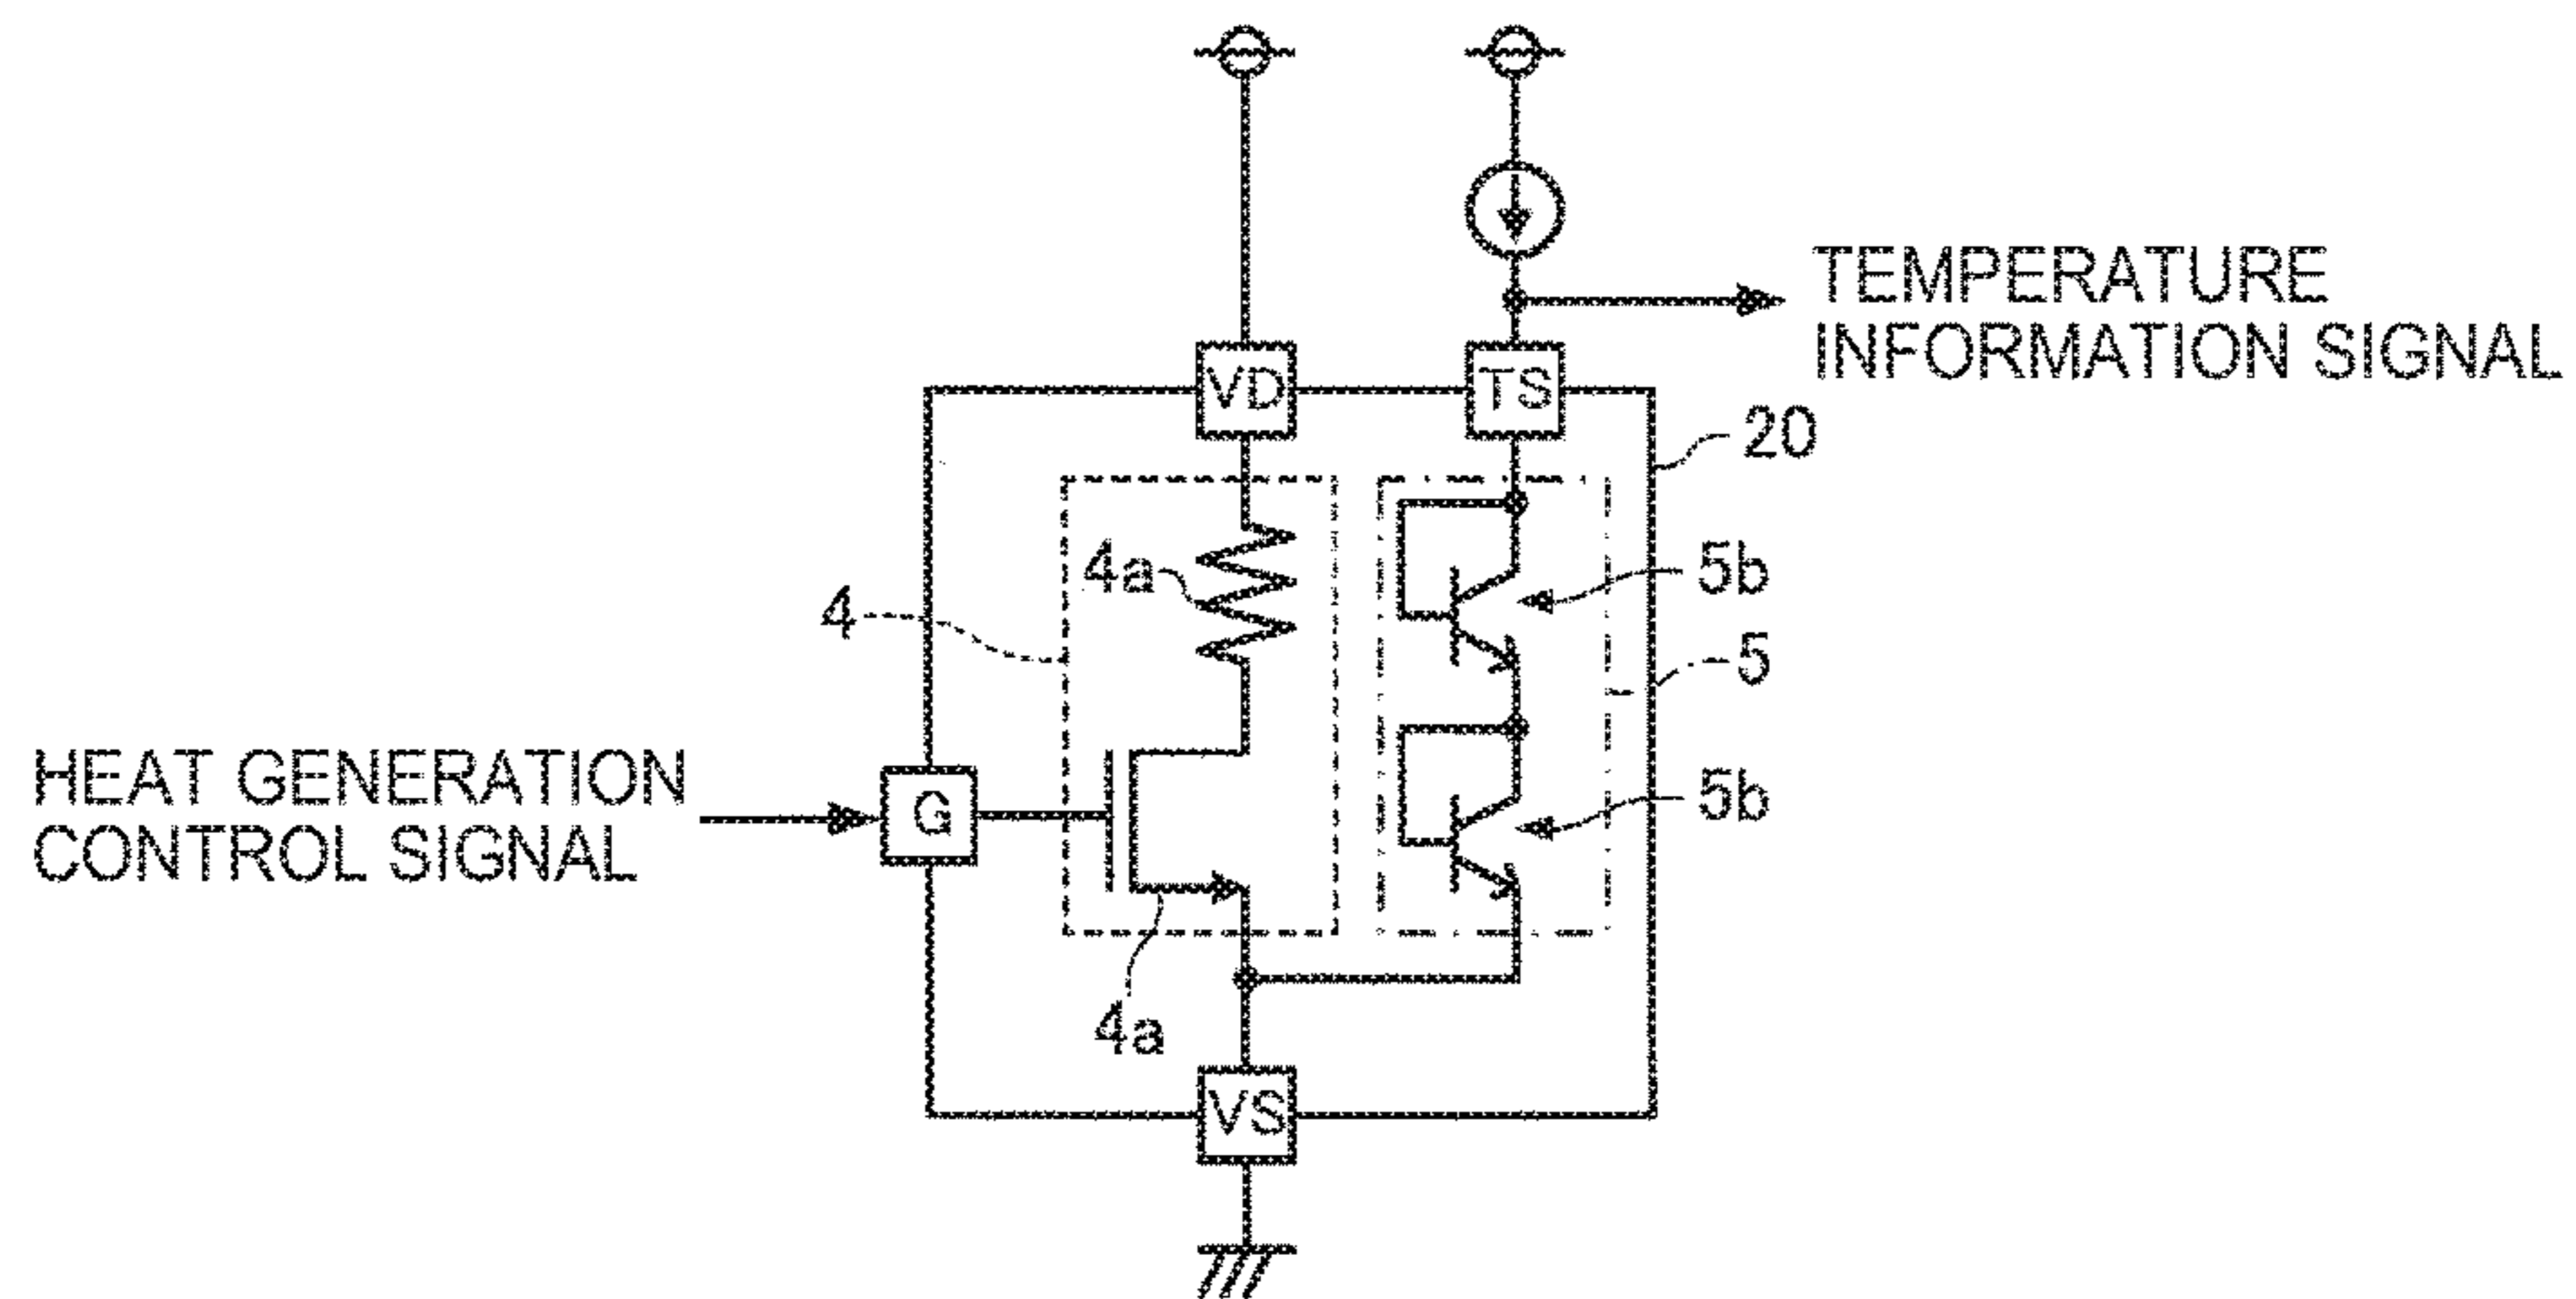 TEMPERATURE
INFORMATION SIGNAL
VD
TS
20
4a
5b
4
5
HEAT GENERATION
CONTROL SIGNAL
G
5b
4a
VS